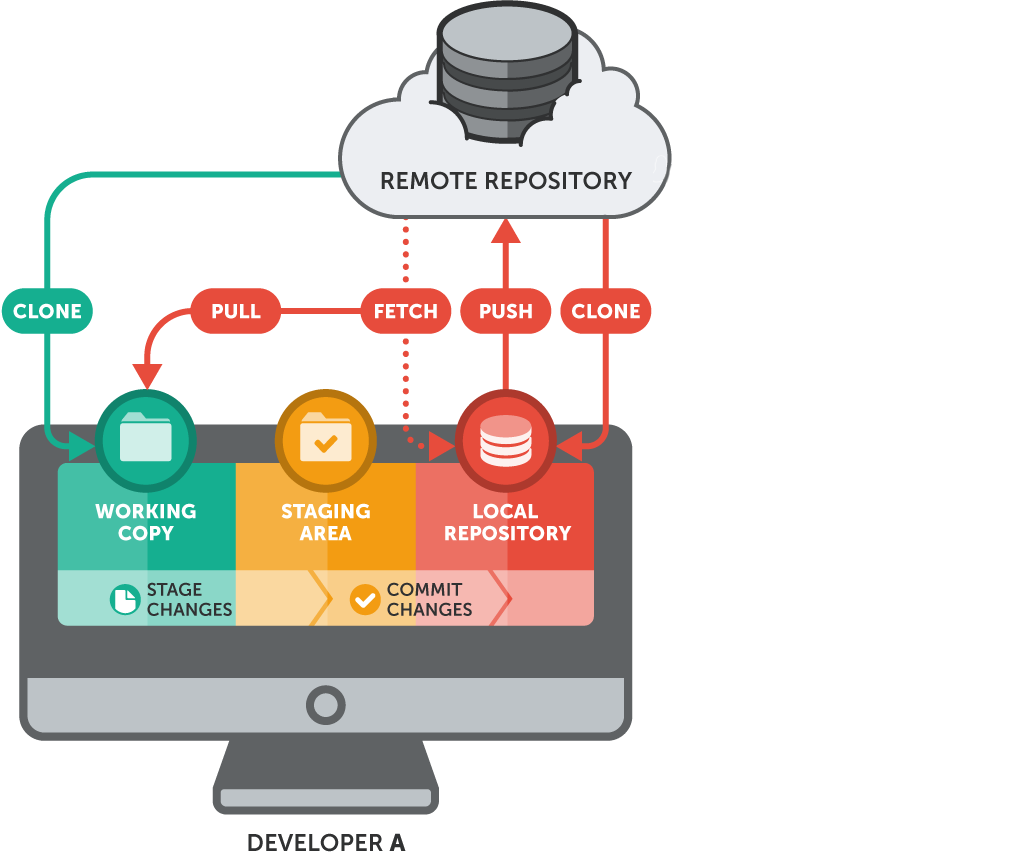 REMOTE REPOSITORY
CLONE
PULL
FETCH
PUSH
CLONE
WORKING
COPY
STAGING
AREA
LOCAL
REPOSITORY
STAGE
CHANGES
COMMIT
CHANGES
DEVELOPER A